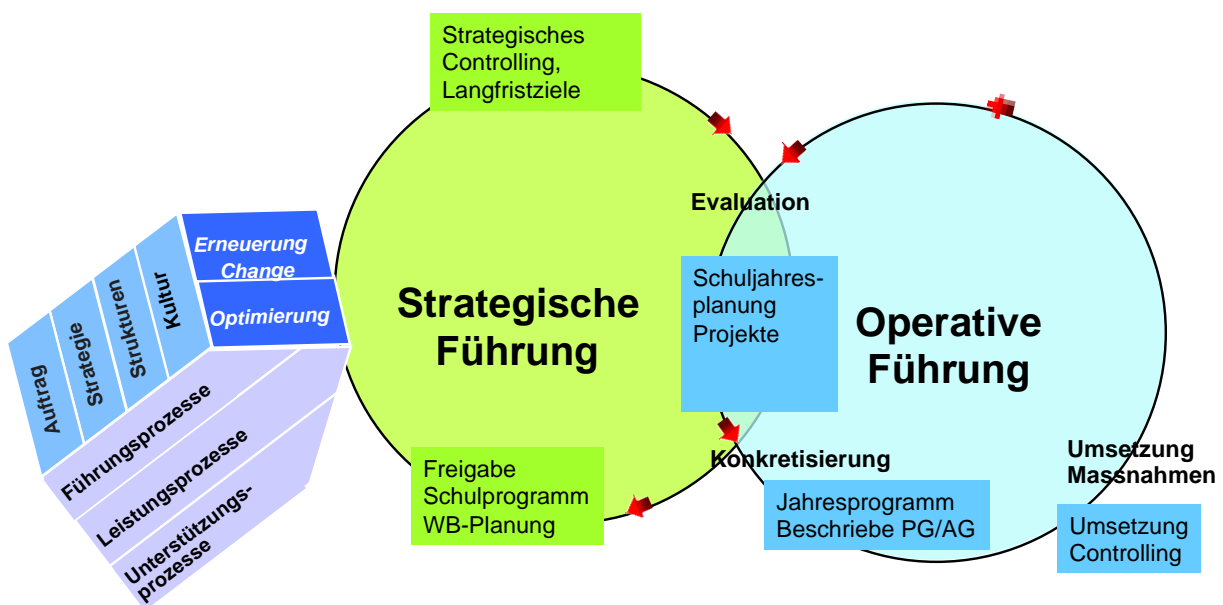 Strategisches
Controlling,
Langfristziele
Evaluation
Erneuerung
Change
Optimierung
Auftrag
Strategie
Strukturen
Kultur
Führungsprozesse
Leistungsprozesse
Unterstützungs-
prozesse
Strategische
Führung
Schuljahres-
planung
Projekte
Operative
Führung
Freigabe
Schulprogramm
WB-Planung
Konkretisierung
Jahresprogramm
Beschriebe PG/AG
Umsetzung
Massnahmen
Umsetzung
Controlling